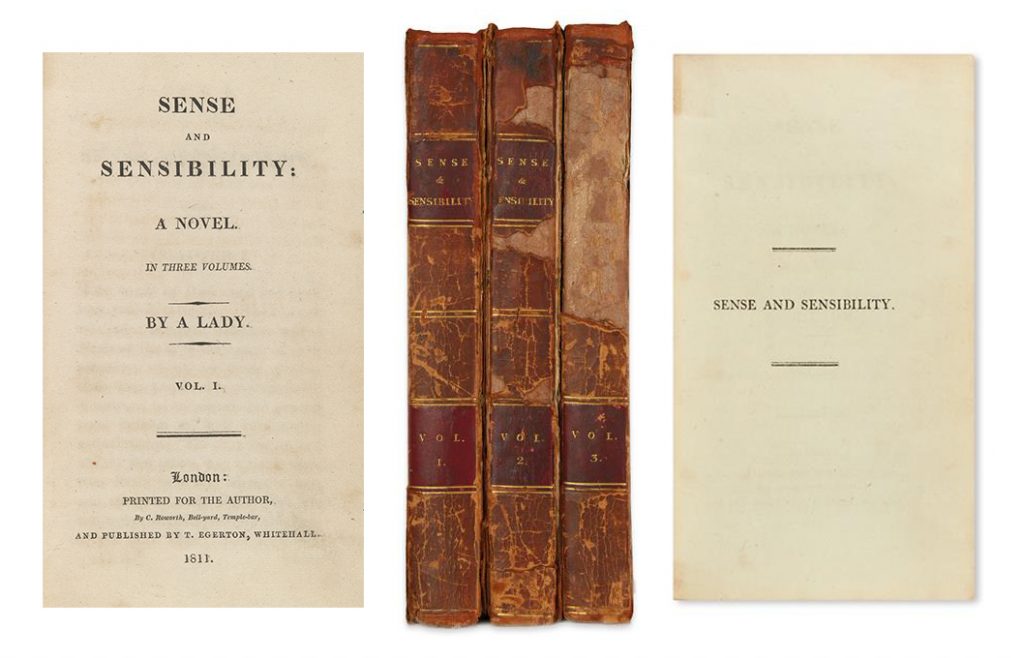 SENSE
AND
SENSIBILITY:
A NOVEL.
IN THREE VOLUMES.
BY A LADY.
VOL. I.
London:
PRINTED FOR THE AUTHOR,
By C. Roworth, Bell-yard, Temple-bar,
AND PUBLISHED BY T. EGERTON, WHITEHALL.
1811.
SENSE
&
SENSIBILITY
VOL.
1.
SENSE
&
ENSIBILITY
VOL.
2.
VOL.
3.
SENSE AND SENSIBILITY.